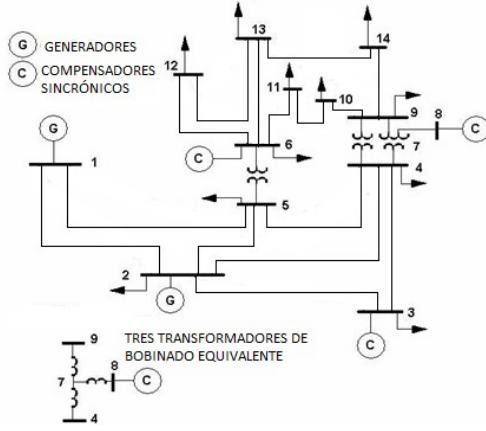 G GENERADORES
C COMPENSADORES
SINCRÓNICOS
13
14
12
11
10
9
8
C
7
G
6
C
1
4
5
2
G
3
C
TRES TRANSFORMADORES DE
BOBINADO EQUIVALENTE
9
8
7
C
4